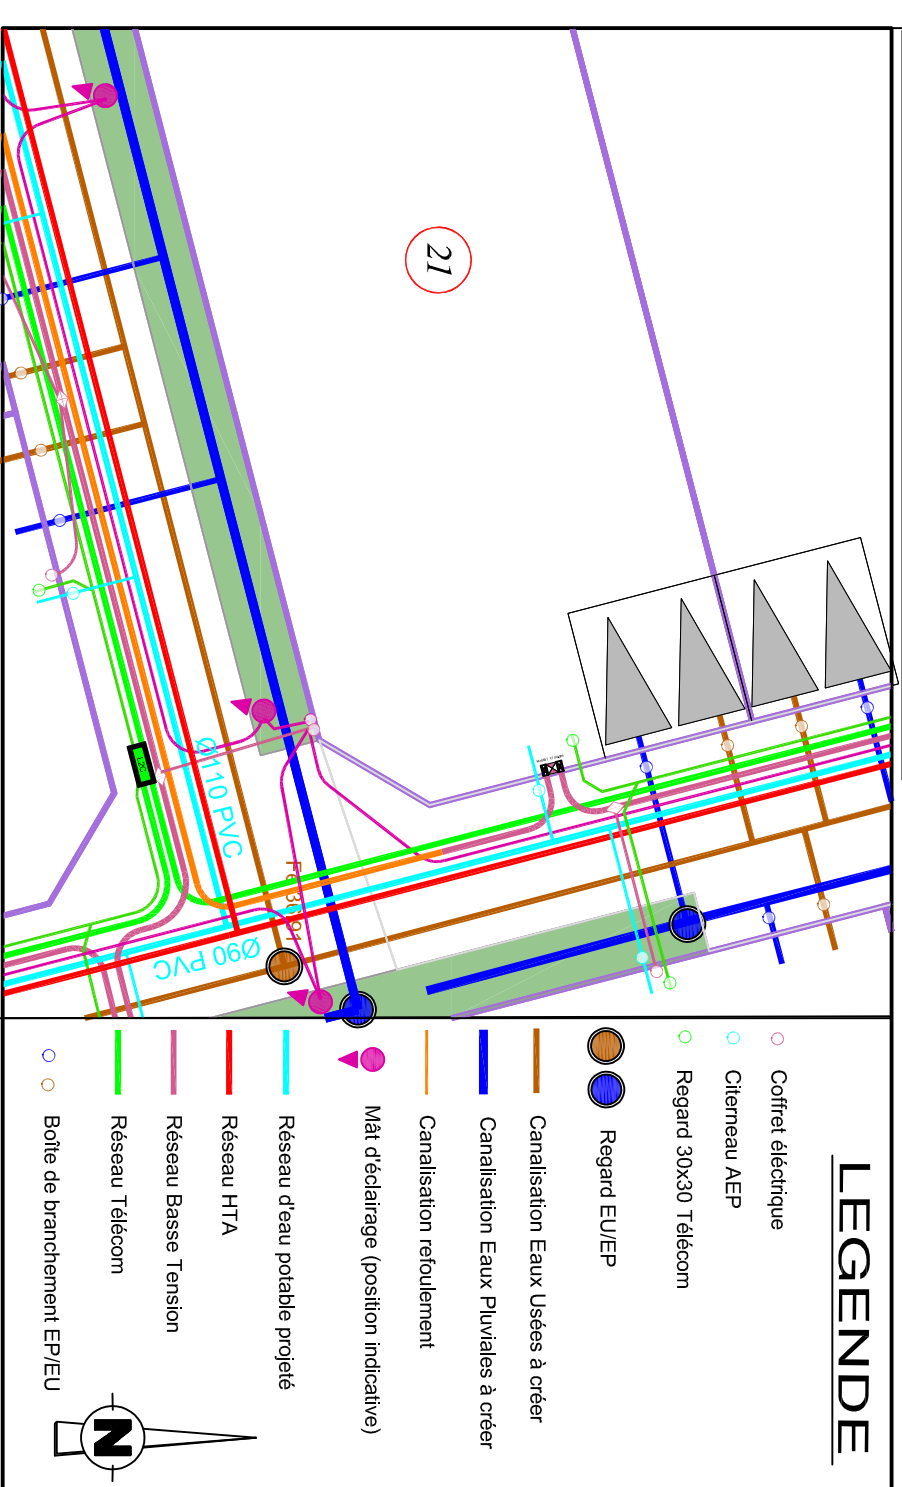 21
Ø110 PVC
Ø90 PVC
L2C
LEGENDE
Coffret éléctrique
Citerneau AEP
Regard 30x30 Télécom
Regard EU/EP
Canalisation Eaux Usées à créer
Canalisation Eaux Pluviales à créer
Canalisation refoulement
Mât d'éclairage (position indicative)
Réseau d'eau potable projeté
Réseau HTA
Réseau Basse Tension
Réseau Télécom
Boîte de branchement EP/EU
N